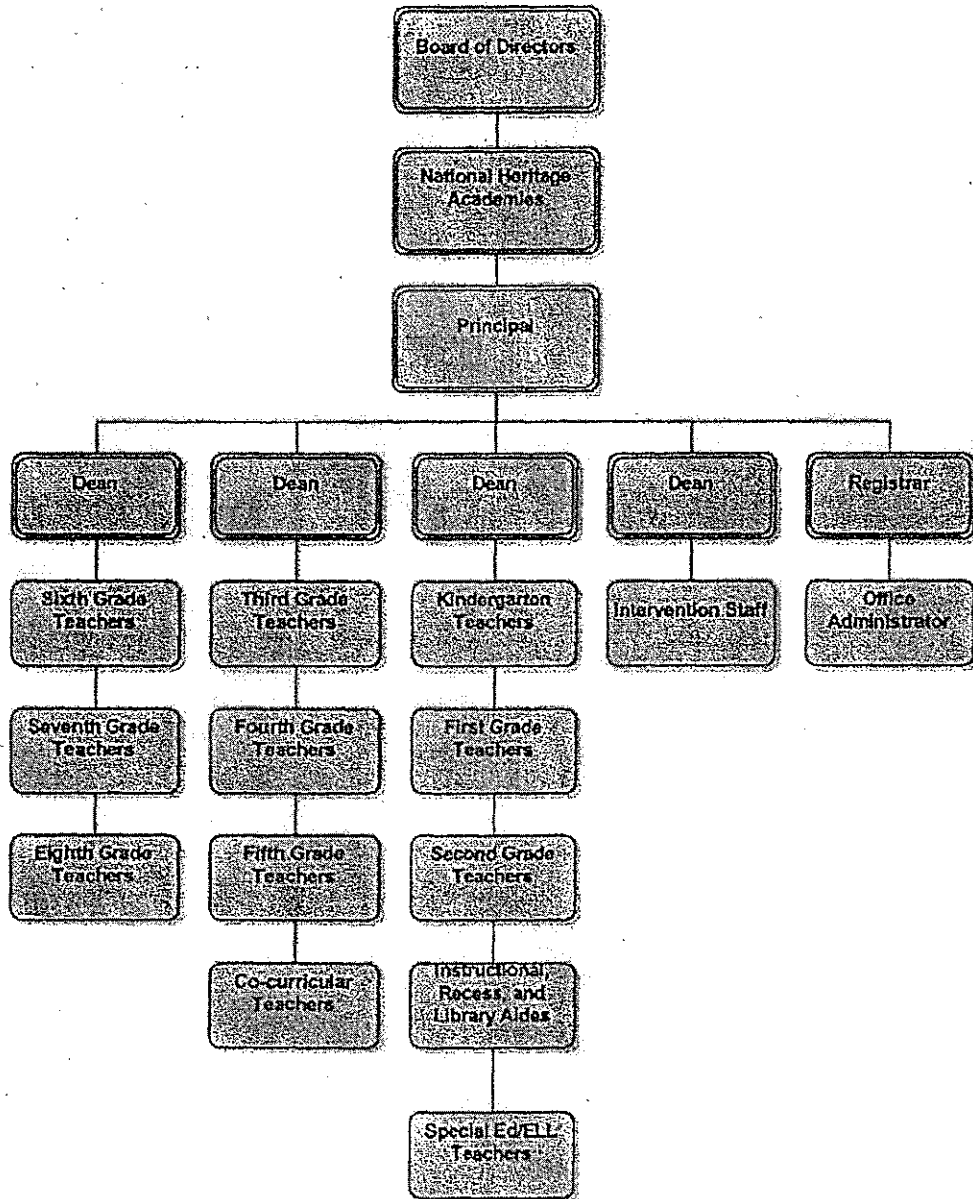 Board of Directors
National Heritage
Academies
Principal
Dean
Dean
Dean
Dean
Registrar
Sixth Grade
Teachers
Third Grade
Teachers
Kindergarten
Teachers
Intervention Staff
Office
Administrator
Seventh Grade
Teachers
Fourth Grade
Teachers
First Grade
Teachers
Eighth Grade
Teachers
Fifth Grade
Teachers
Second Grade
Teachers
Co-curricular
Teachers
Instructional,
Recess, and
Library Aides
Special Ed/ELL
Teachers